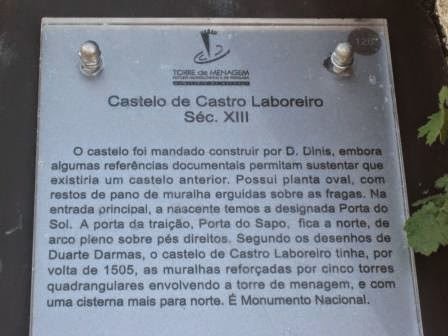 120
TORRE de MENAGEM
Castelo de Castro Laboreiro
Séc. XIII
O castelo foi mandado construir por D. Dinis, embora
algumas referências documentais permitam sustentar que
existiria um castelo anterior. Possui planta oval, com
restos de pano de muralha erguidas sobre as fragas. Na
entrada principal, a nascente temos a designada Porta do
Sol. A porta da traição, Porta do Sapo, fica a norte, de
arco pleno sobre pés direitos. Segundo os desenhos de
Duarte Darmas, o castelo de Castro Laboreiro tinha, por
volta de 1505, as muralhas reforçadas por cinco torres
quadrangulares envolvendo a torre de menagem, e com
uma cisterna mais para norte. É Monumento Nacional.